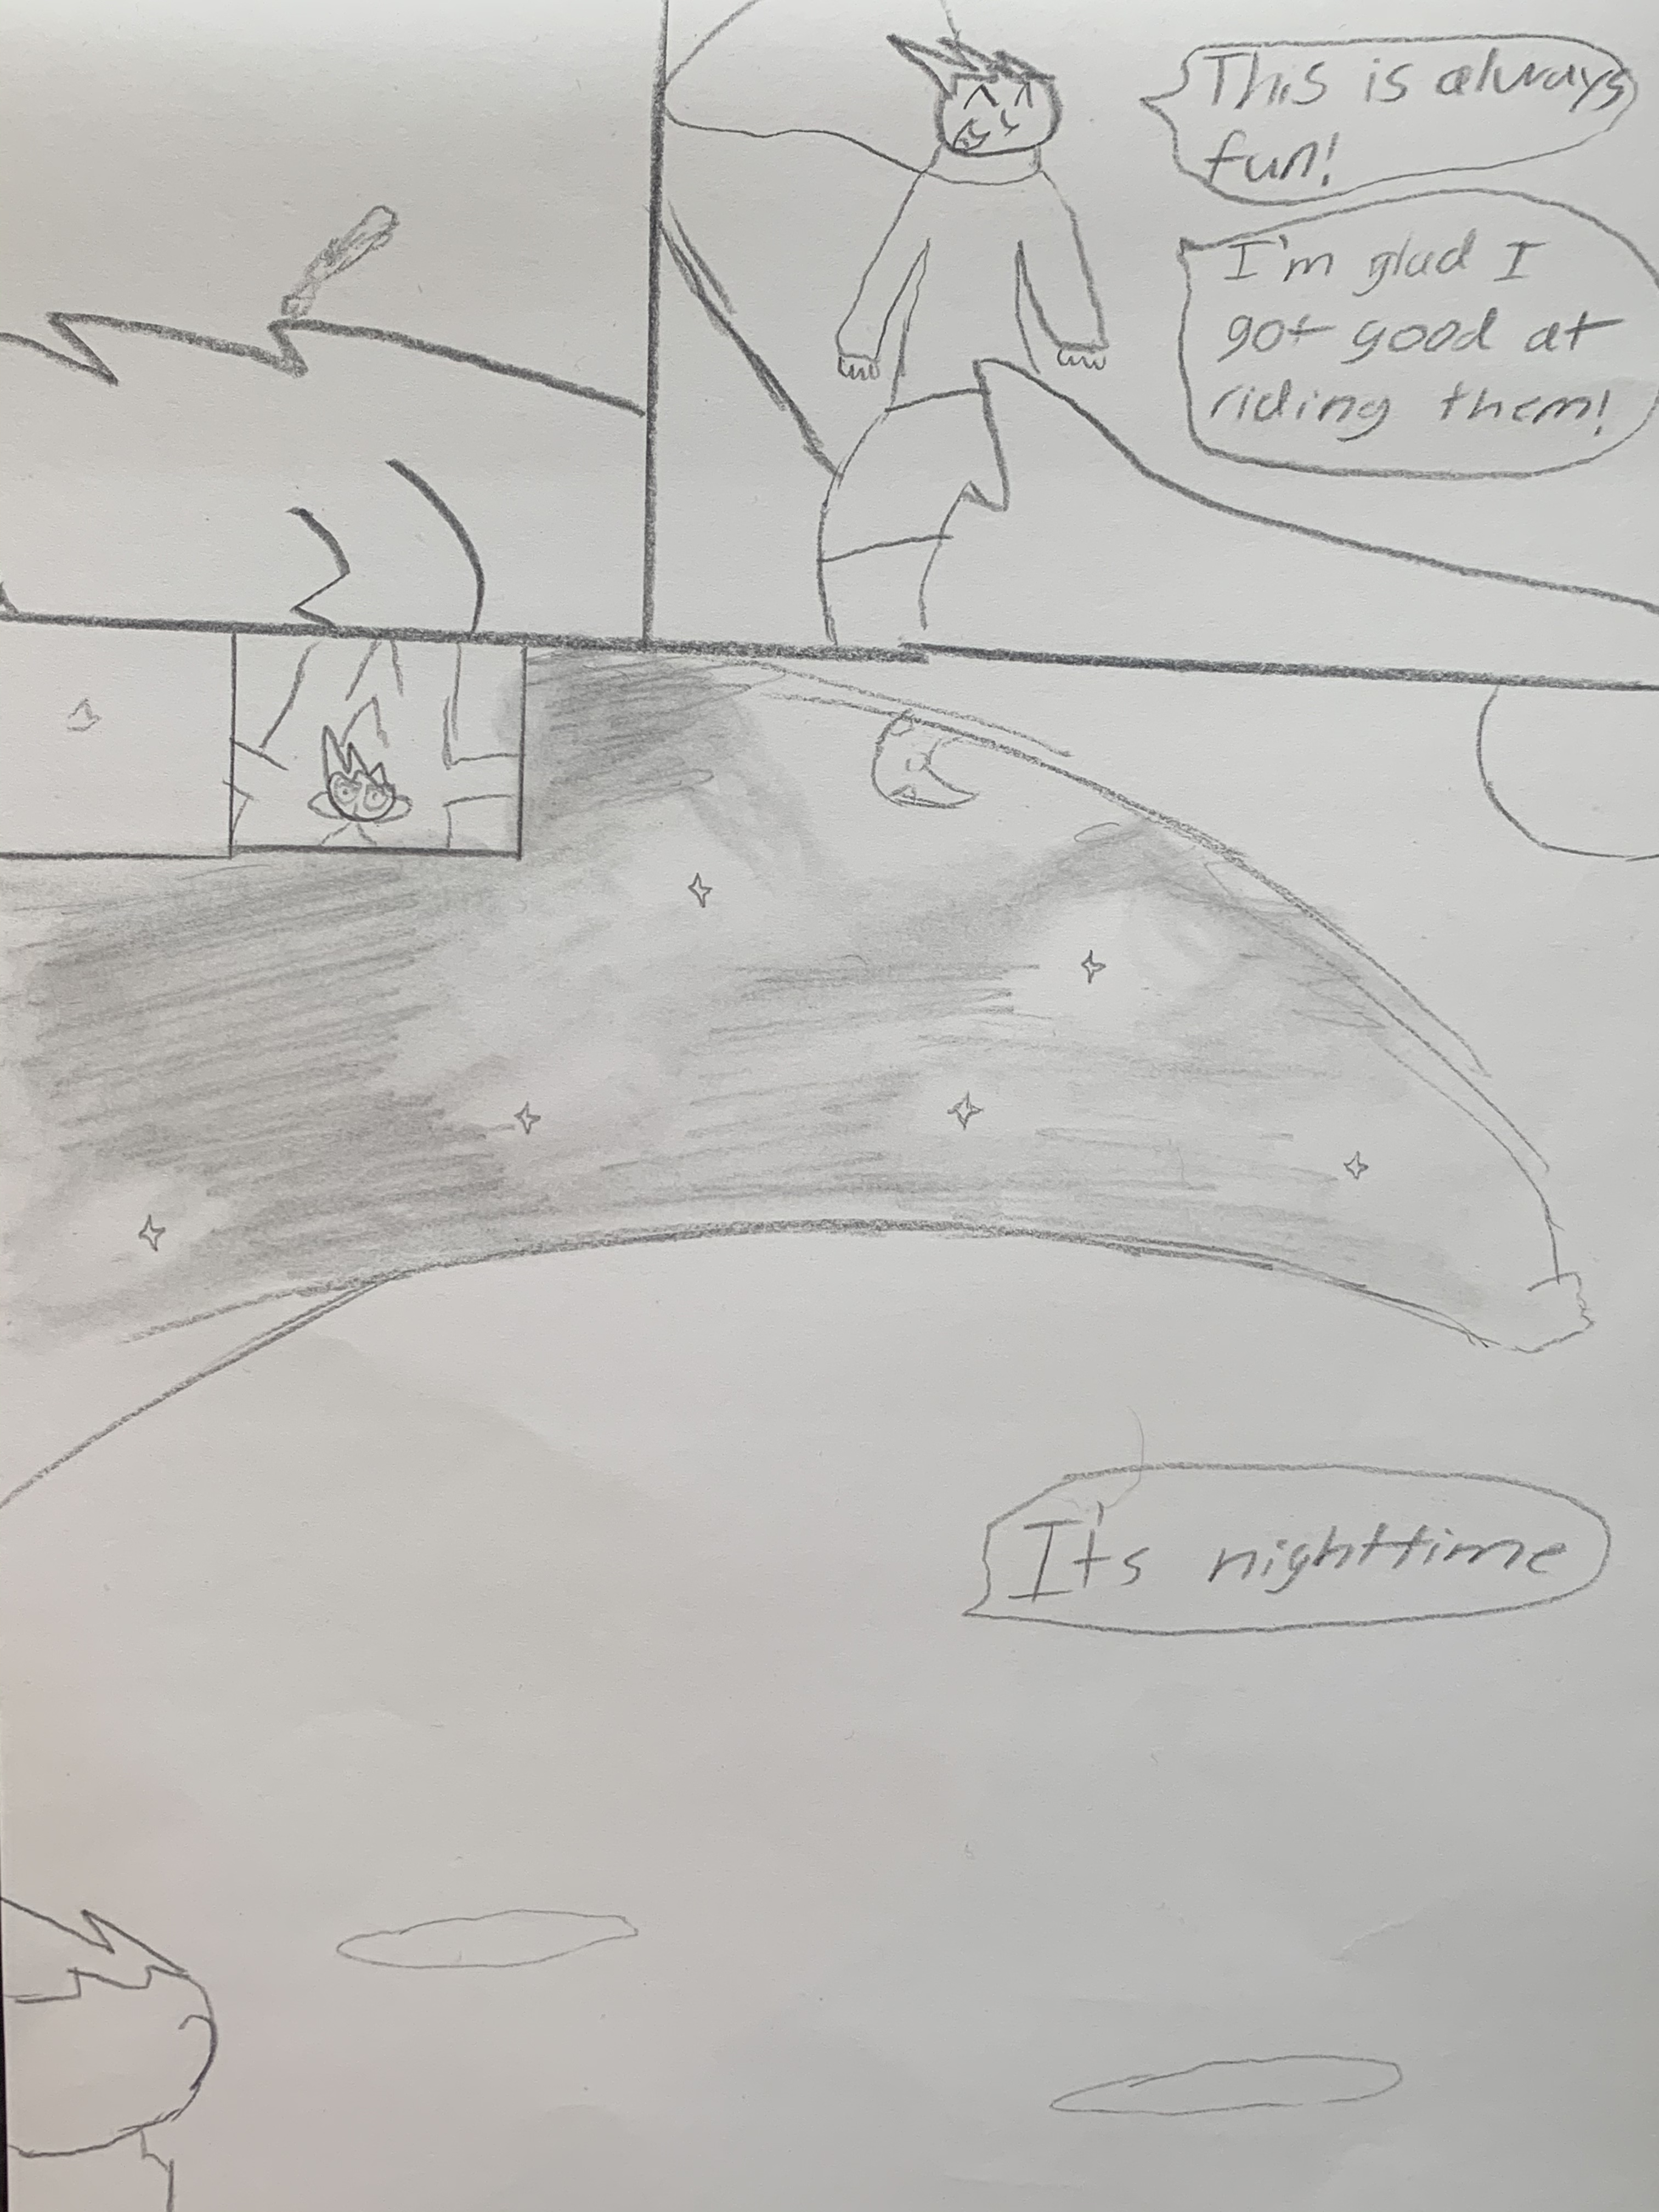 This is always
fun!
I'm glad I
got good at
riding them!
It's nighttime